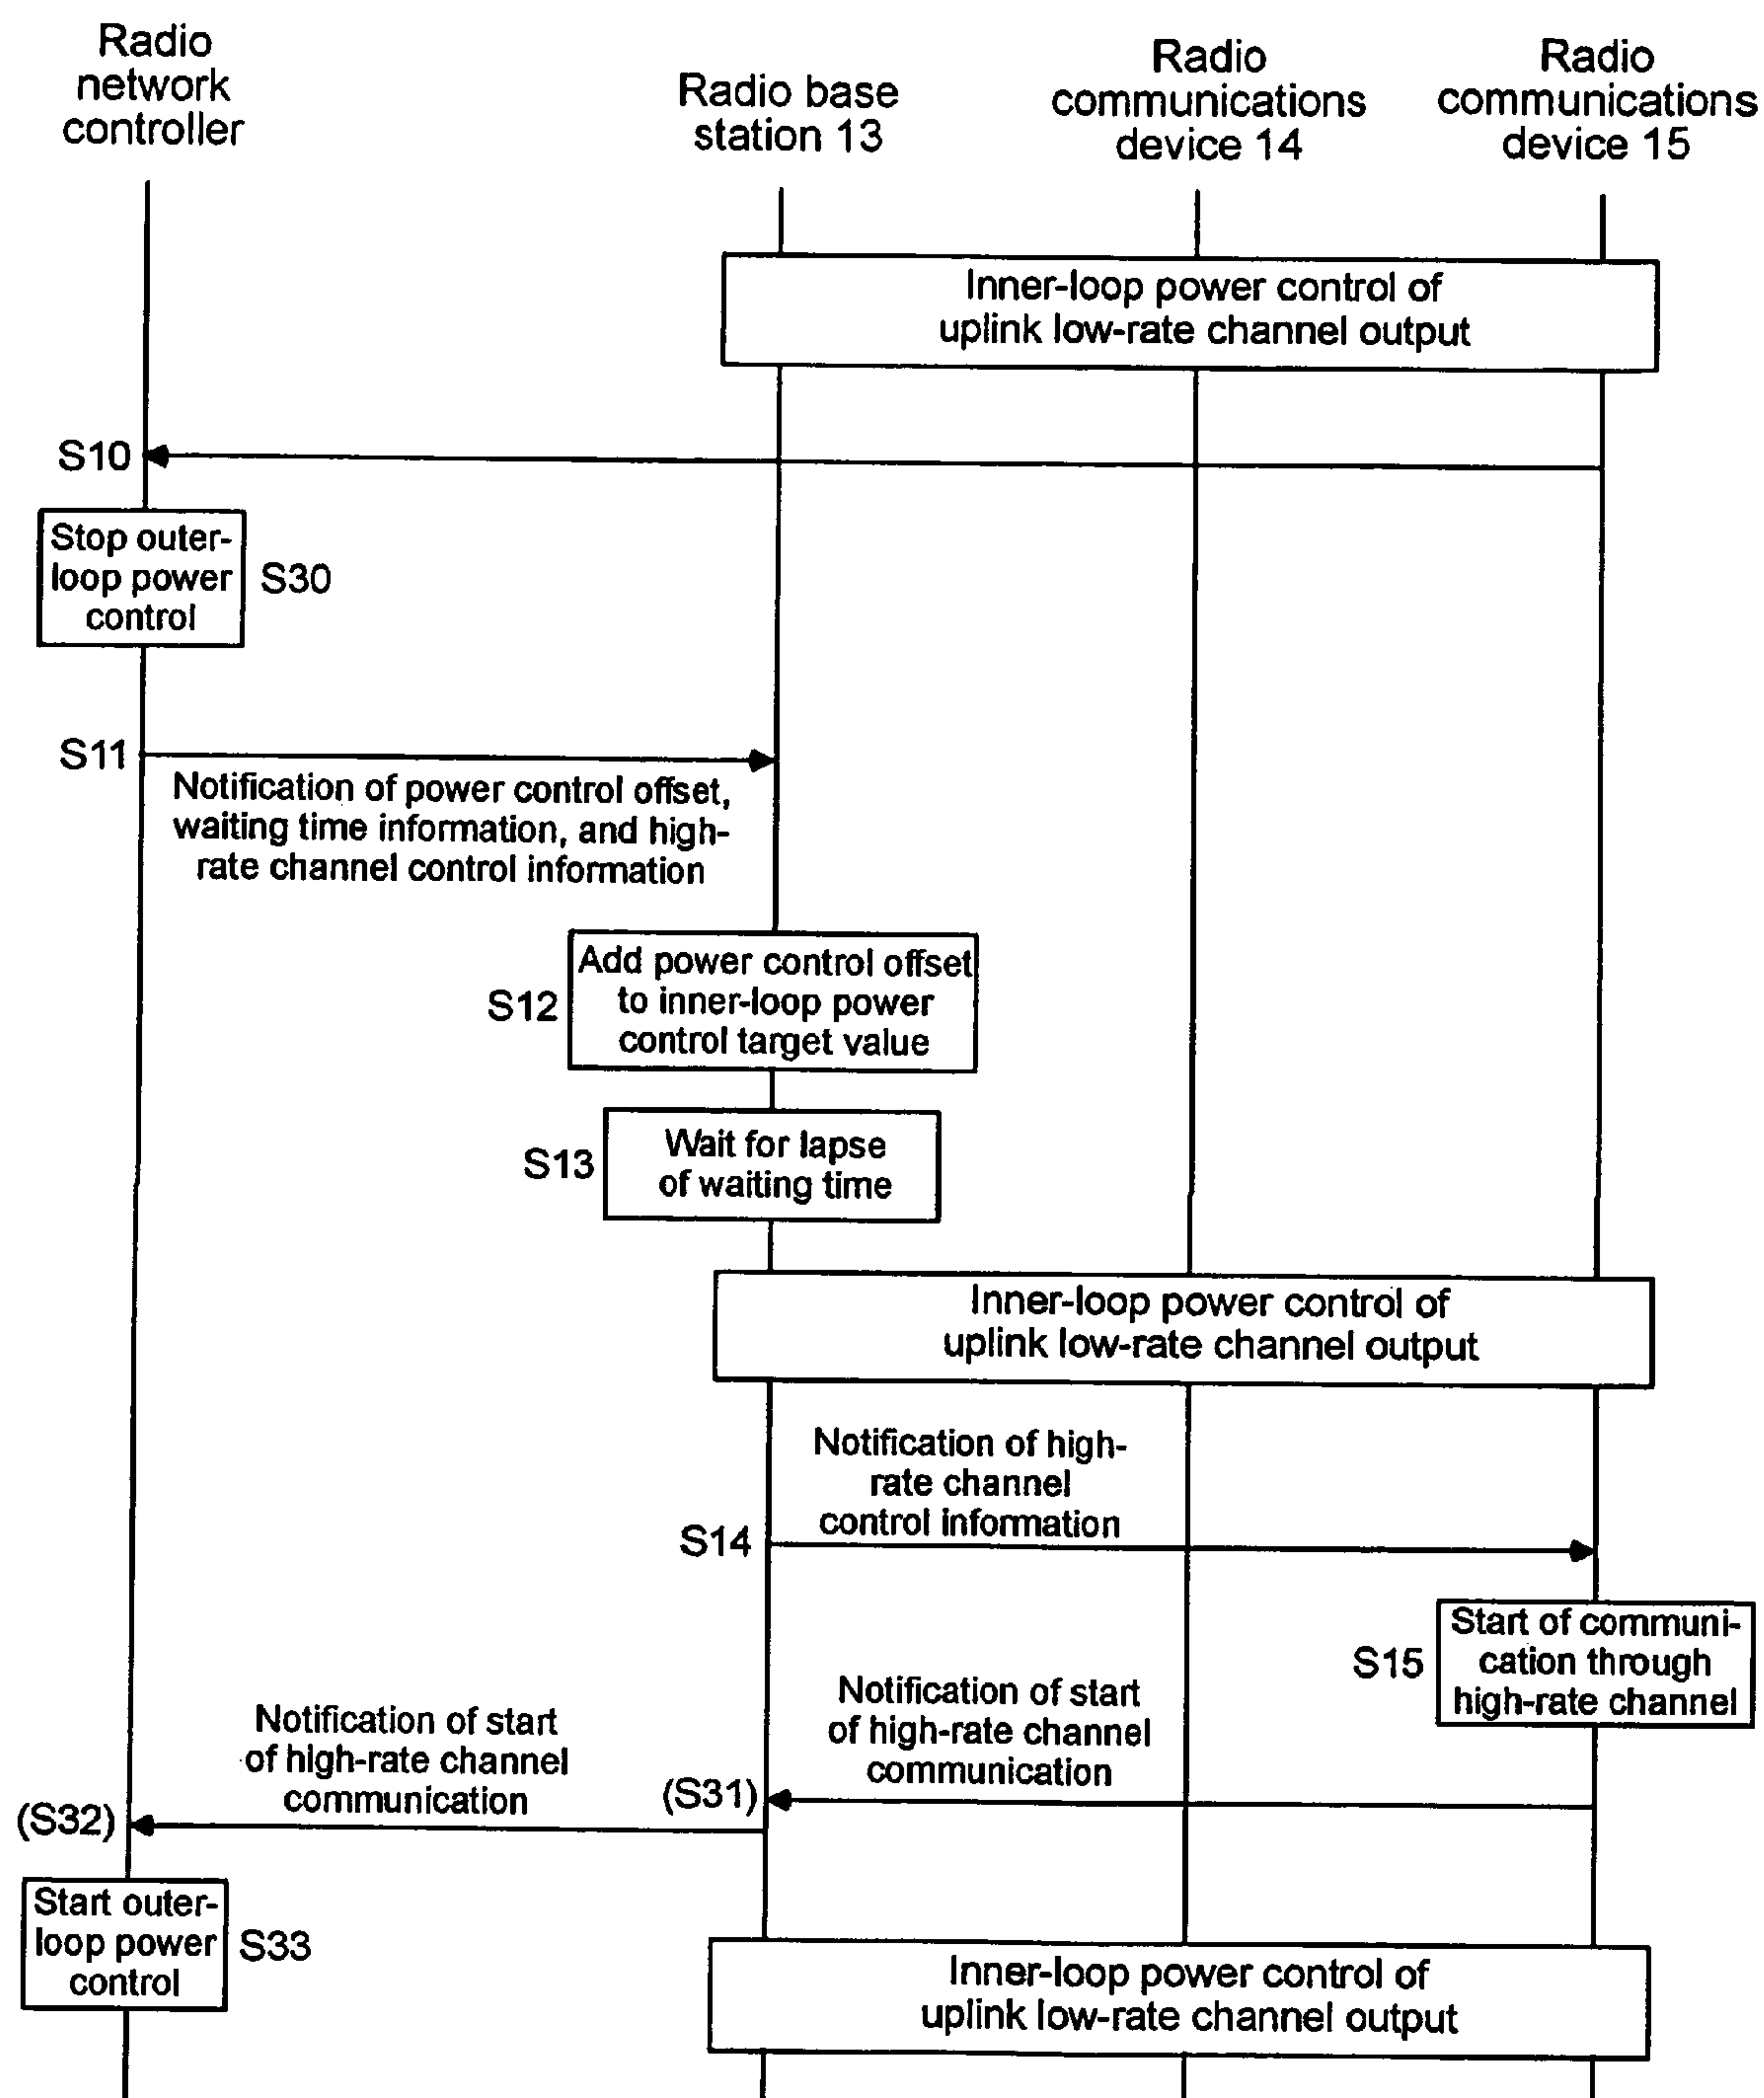 Radio
network
controller
Radio base
station 13
Radio
communications
device 14
Radio
communications
device 15
Inner-loop power control of
uplink low-rate channel output
S10
Stop outer-
loop power
control
S30
S11
Notification of power control offset,
waiting time information, and high-
rate channel control information
Add power control offset
to inner-loop power
control target value
S12
Wait for lapse
of waiting time
S13
Inner-loop power control of
uplink low-rate channel output
Notification of high-
rate channel
control information
S14
Start of communi-
cation through
high-rate channel
S15
Notification of start
of high-rate channel
communication
(S31)
Notification of start
of high-rate channel
communication
(S32)
Start outer-
loop power
control
S33
Inner-loop power control of
uplink low-rate channel output